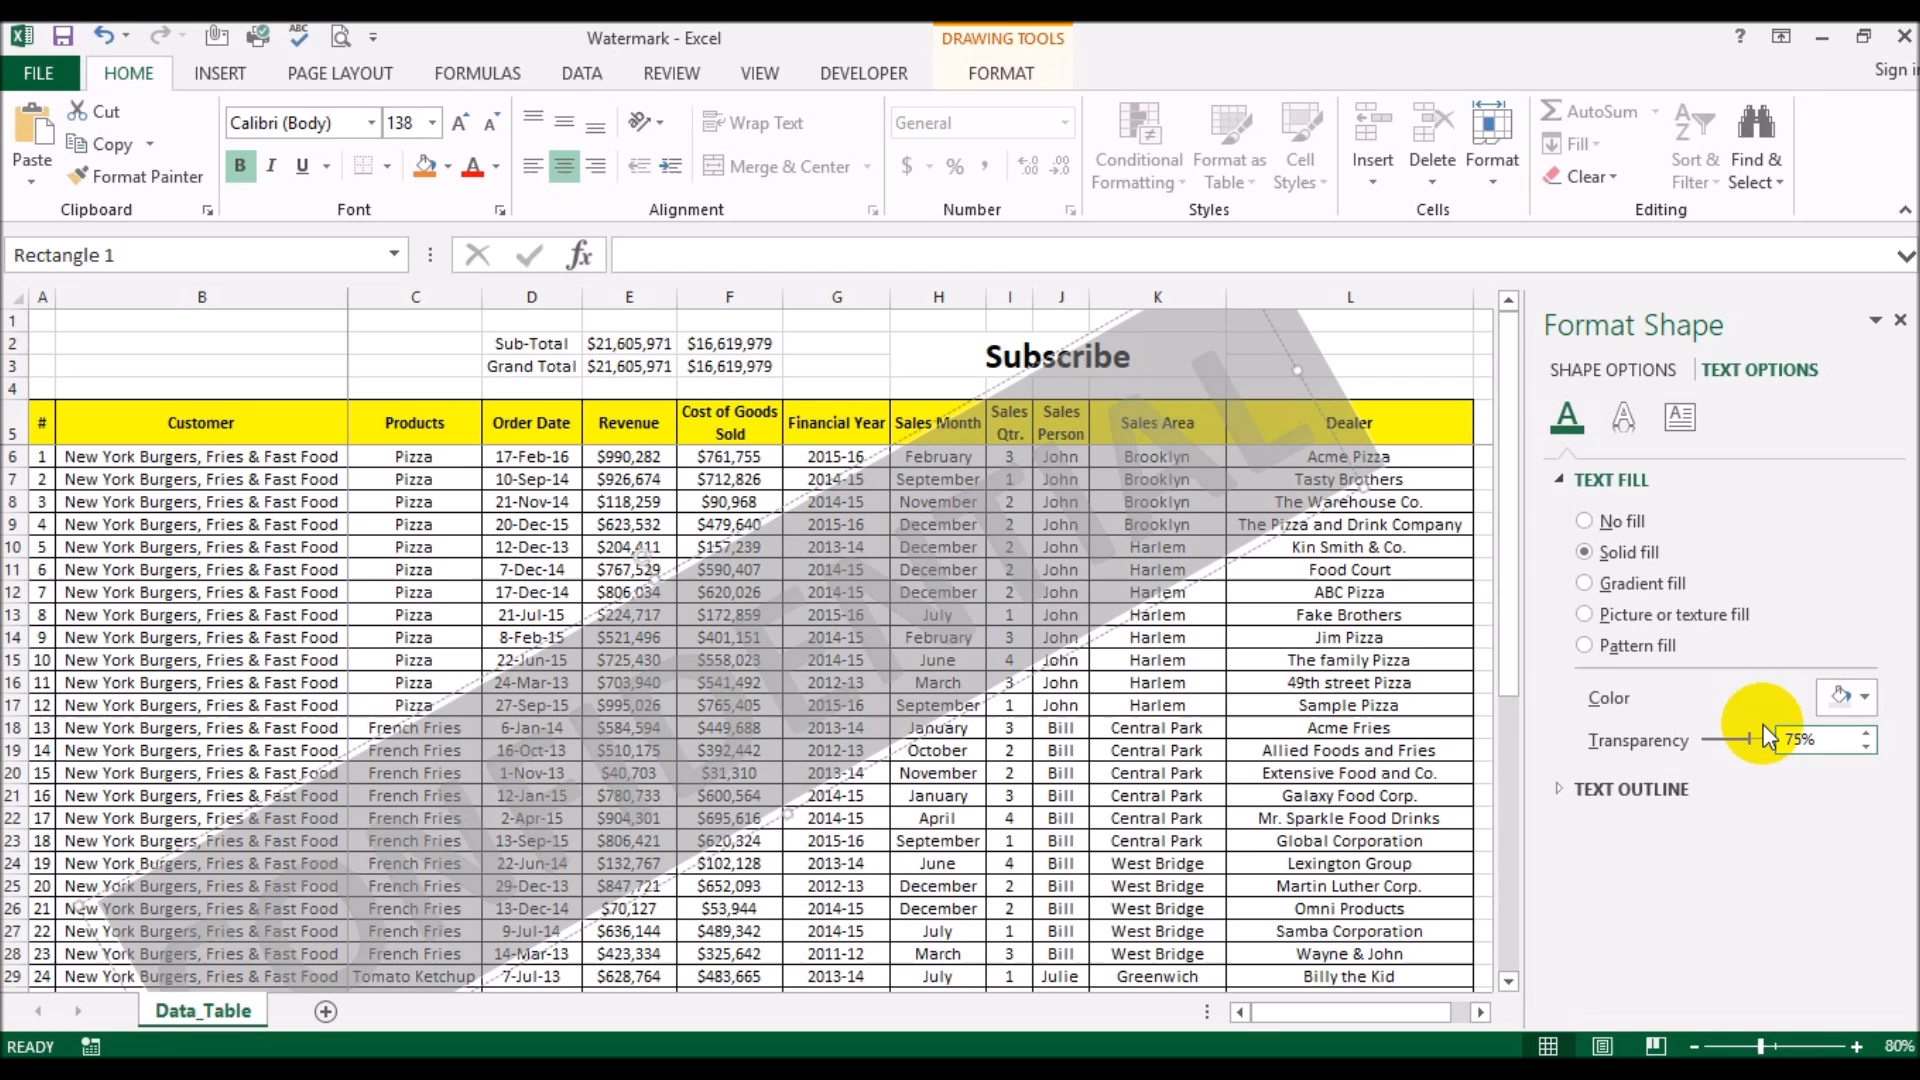 Watermark - Excel
DRAWING TOOLS
?
Sign in
FILE
HOME
INSERT
PAGE LAYOUT
FORMULAS
DATA
REVIEW
VIEW
DEVELOPER
FORMAT
Paste
Cut
Copy
Format Painter
Clipboard
Calibri (Body)
138
B I U
Font
Wrap Text
Merge & Center
Alignment
General
$ % ,
Number
Conditional Formatting
Format as Table
Cell Styles
Styles
Insert
Delete
Format
Cells
AutoSum
Fill
Clear
Sort & Filter
Find & Select
Editing
Rectangle 1
fx
A B C D E F G H I J K L
1
2 Sub-Total $21,605,971 $16,619,979
3 Grand Total $21,605,971 $16,619,979
Subscribe
4
5 # Customer Products Order Date Revenue Cost of Goods Sold Financial Year Sales Month Sales Qtr. Sales Person Sales Area Dealer
6 1 New York Burgers, Fries & Fast Food Pizza 17-Feb-16 $990,282 $761,755 2015-16 February 3 John Brooklyn Acme Pizza
7 2 New York Burgers, Fries & Fast Food Pizza 10-Sep-14 $926,674 $712,826 2014-15 September 1 John Brooklyn Tasty Brothers
8 3 New York Burgers, Fries & Fast Food Pizza 21-Nov-14 $118,259 $90,968 2014-15 November 2 John Brooklyn The Warehouse Co.
9 4 New York Burgers, Fries & Fast Food Pizza 20-Dec-15 $623,532 $479,640 2015-16 December 2 John Brooklyn The Pizza and Drink Company
10 5 New York Burgers, Fries & Fast Food Pizza 12-Dec-13 $204,411 $157,239 2013-14 December 2 John Harlem Kin Smith & Co.
11 6 New York Burgers, Fries & Fast Food Pizza 7-Dec-14 $767,529 $590,407 2014-15 December 2 John Harlem Food Court
12 7 New York Burgers, Fries & Fast Food Pizza 17-Dec-14 $806,034 $620,026 2014-15 December 2 John Harlem ABC Pizza
13 8 New York Burgers, Fries & Fast Food Pizza 21-Jul-15 $224,717 $172,859 2015-16 July 1 John Harlem Fake Brothers
14 9 New York Burgers, Fries & Fast Food Pizza 8-Feb-15 $521,496 $401,151 2014-15 February 3 John Harlem Jim Pizza
15 10 New York Burgers, Fries & Fast Food Pizza 22-Jun-15 $725,430 $558,023 2014-15 June 4 John Harlem The family Pizza
16 11 New York Burgers, Fries & Fast Food Pizza 24-Mar-13 $703,940 $541,492 2012-13 March 3 John Harlem 49th street Pizza
17 12 New York Burgers, Fries & Fast Food Pizza 27-Sep-15 $995,026 $765,405 2015-16 September 1 John Harlem Sample Pizza
18 13 New York Burgers, Fries & Fast Food French Fries 6-Jan-14 $584,594 $449,688 2013-14 January 3 Bill Central Park Acme Fries
19 14 New York Burgers, Fries & Fast Food French Fries 16-Oct-13 $510,175 $392,442 2012-13 October 2 Bill Central Park Allied Foods and Fries
20 15 New York Burgers, Fries & Fast Food French Fries 1-Nov-13 $40,703 $31,310 2013-14 November 2 Bill Central Park Extensive Food and Co.
21 16 New York Burgers, Fries & Fast Food French Fries 12-Jan-15 $780,733 $600,564 2014-15 January 3 Bill Central Park Galaxy Food Corp.
22 17 New York Burgers, Fries & Fast Food French Fries 2-Apr-15 $904,301 $695,616 2014-15 April 4 Bill Central Park Mr. Sparkle Food Drinks
23 18 New York Burgers, Fries & Fast Food French Fries 13-Sep-15 $806,421 $620,324 2015-16 September 1 Bill Central Park Global Corporation
24 19 New York Burgers, Fries & Fast Food French Fries 22-Jun-14 $132,767 $102,128 2013-14 June 4 Bill West Bridge Lexington Group
25 20 New York Burgers, Fries & Fast Food French Fries 29-Dec-13 $847,721 $652,093 2012-13 December 2 Bill West Bridge Martin Luther Corp.
26 21 New York Burgers, Fries & Fast Food French Fries 13-Dec-14 $70,127 $53,944 2014-15 December 2 Bill West Bridge Omni Products
27 22 New York Burgers, Fries & Fast Food French Fries 9-Jul-14 $636,144 $489,342 2014-15 July 1 Bill West Bridge Samba Corporation
28 23 New York Burgers, Fries & Fast Food French Fries 14-Mar-13 $423,334 $325,642 2011-12 March 3 Bill West Bridge Wayne & John
29 24 New York Burgers, Fries & Fast Food Tomato Ketchup 7-Jul-13 $628,764 $483,665 2013-14 July 1 Julie Greenwich Billy the Kid
CONFIDENTIAL
Format Shape
SHAPE OPTIONS
TEXT OPTIONS
TEXT FILL
No fill
Solid fill
Gradient fill
Picture or texture fill
Pattern fill
Color
Transparency 75%
TEXT OUTLINE
Data_Table
READY
80%